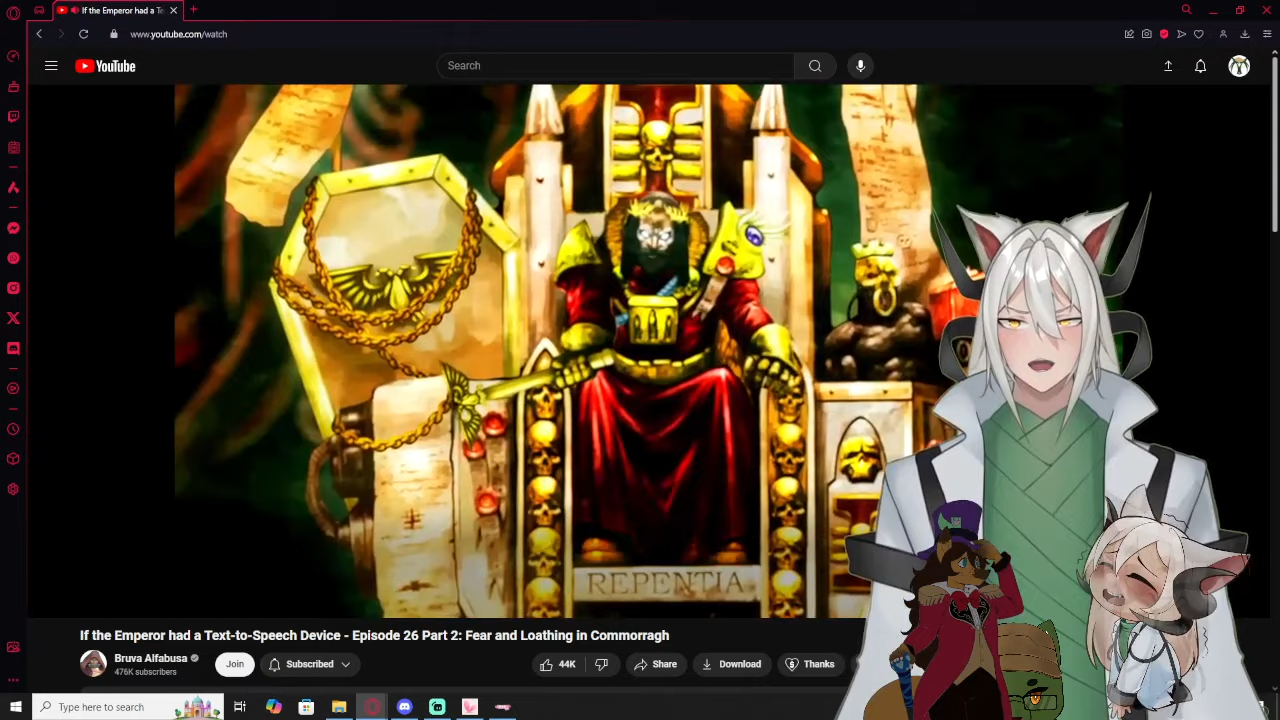 If the Emperor had a Te
www.youtube.com/watch
YouTube
Search
REPENTIA
If the Emperor had a Text-to-Speech Device - Episode 26 Part 2: Fear and Loathing in Commorragh
Bruva Alfabusa
476K subscribers
Join
Subscribed
44K
Share
Download
Thanks
Type here to search